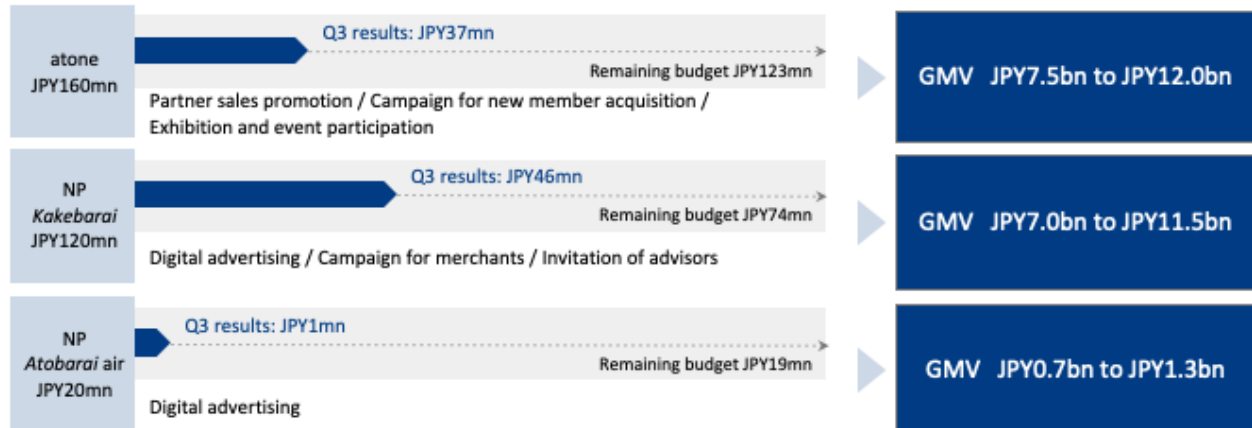 atone
JPY160mn
Q3 results: JPY37mn
Remaining budget JPY123mn
Partner sales promotion / Campaign for new member acquisition /
Exhibition and event participation
GMV JPY7.5bn to JPY12.0bn
NP
Kakebarai
JPY120mn
Q3 results: JPY46mn
Remaining budget JPY74mn
Digital advertising / Campaign for merchants / Invitation of advisors
GMV JPY7.0bn to JPY11.5bn
NP
Atobarai air
JPY20mn
Q3 results: JPY1mn
Remaining budget JPY19mn
Digital advertising
GMV JPY0.7bn to JPY1.3bn